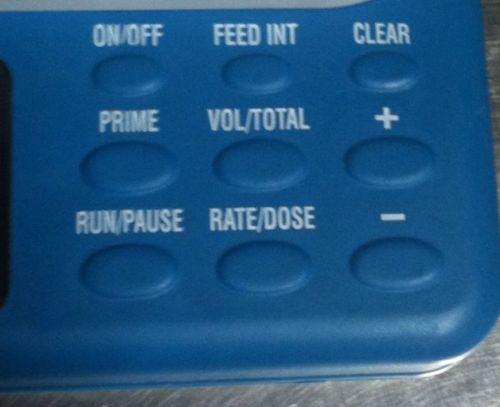 ON/OFF FEED INT CLEAR
PRIME VOL/TOTAL +
RUN/PAUSE RATE/DOSE −